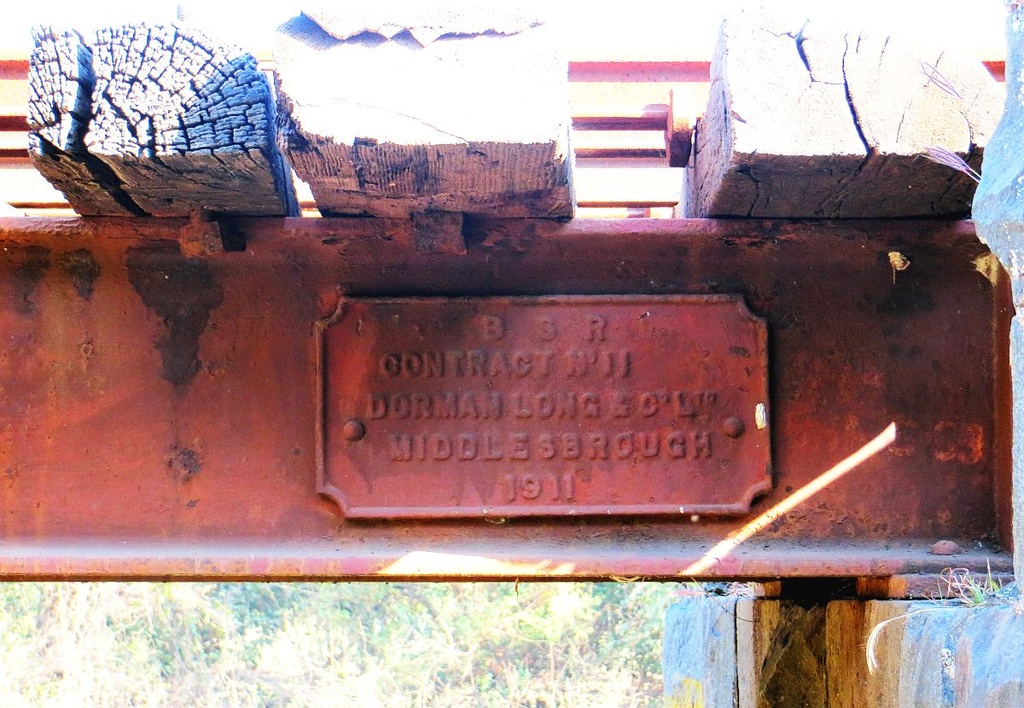 B S R
CONTRACT Nº 11
DORMAN LONG & Cº Lᵀᴰ
MIDDLESBROUGH
1911